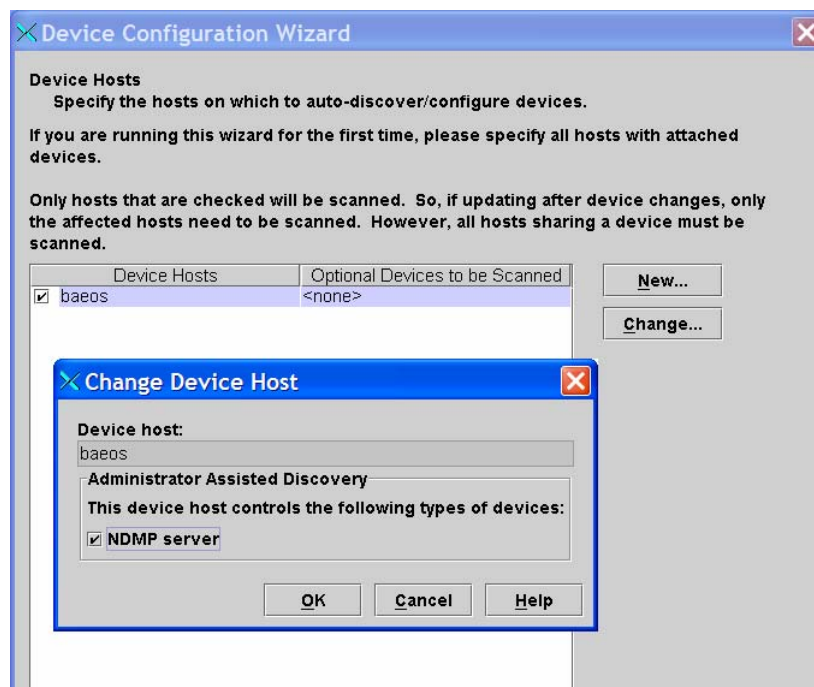 Device Configuration Wizard
Device Hosts
Specify the hosts on which to auto-discover/configure devices.
If you are running this wizard for the first time, please specify all hosts with attached
devices.
Only hosts that are checked will be scanned. So, if updating after device changes, only
the affected hosts need to be scanned. However, all hosts sharing a device must be
scanned.
Device Hosts Optional Devices to be Scanned
baeos <none>
New...
Change...
Change Device Host
Device host:
baeos
Administrator Assisted Discovery
This device host controls the following types of devices:
NDMP server
OK Cancel Help